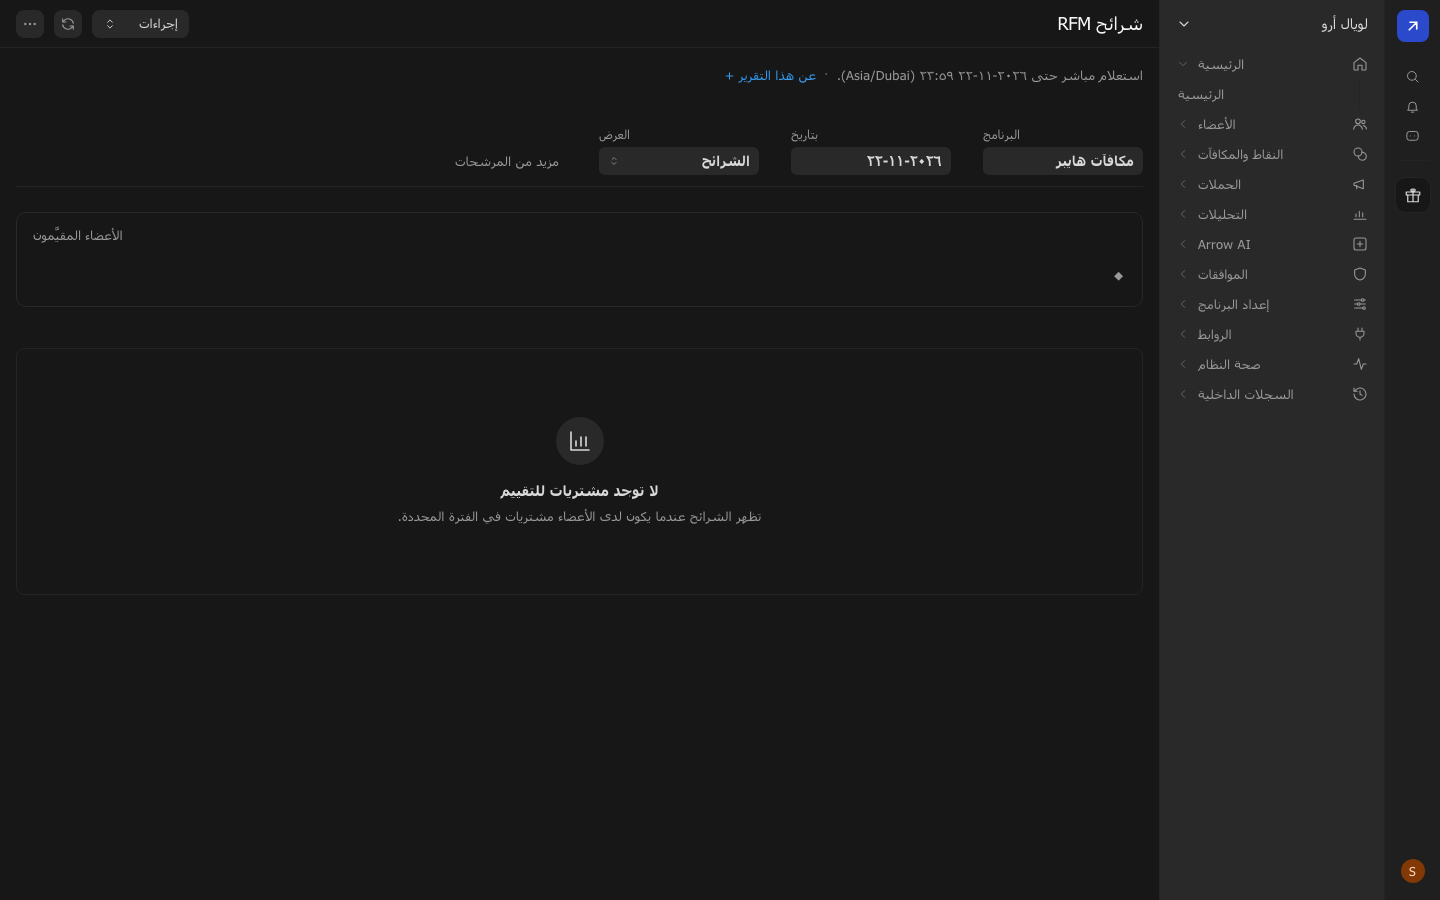 لويال أرو
الرئيسية
الرئيسية
الأعضاء
النقاط والمكافآت
الحملات
التحليلات
Arrow AI
الموافقات
إعداد البرنامج
الروابط
صحة النظام
السجلات الداخلية
S
شرائح RFM
إجراءات
استعلام مباشر حتى ٢٠٢٦-١١-٢٢ ٢٣:٥٩ (Asia/Dubai). · عن هذا التقرير +
البرنامج
بتاريخ
العرض
مكافآت هايبر
٢٠٢٦-١١-٢٢
الشرائح
مزيد من المرشحات
الأعضاء المقيَّمون
◆
لا توجد مشتريات للتقييم
تظهر الشرائح عندما يكون لدى الأعضاء مشتريات في الفترة المحددة.